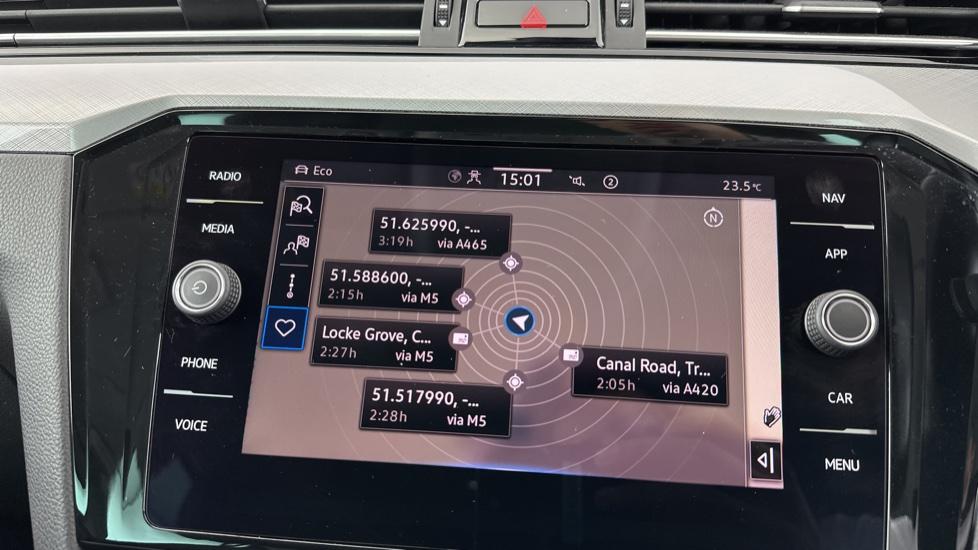 RADIO
MEDIA
PHONE
VOICE
Eco
15:01
2
23.5°C
N
51.625990, -...
3:19h via A465
51.588600, -...
2:15h via M5
Locke Grove, C...
2:27h via M5
51.517990, -...
2:28h via M5
Canal Road, Tr...
2:05h via A420
NAV
APP
CAR
MENU